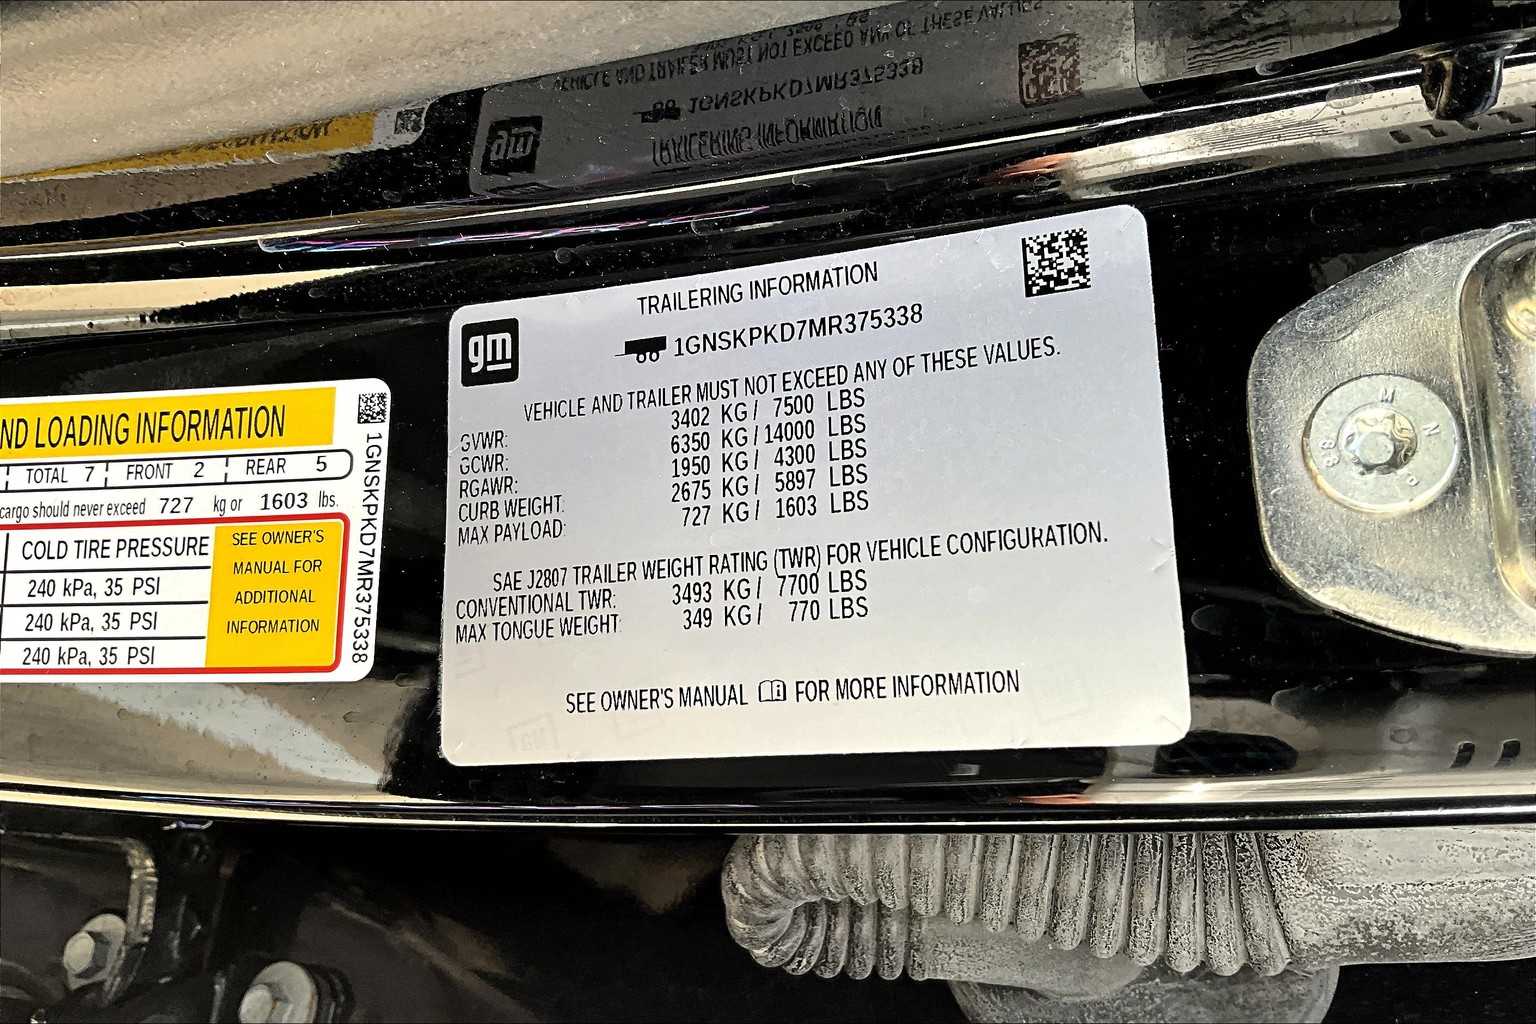 TRAILERING INFORMATION
gm
1GNSKPKD7MR375338
VEHICLE AND TRAILER MUST NOT EXCEED ANY OF THESE VALUES.
GVWR: 3402 KG/ 7500 LBS
GCWR: 6350 KG/14000 LBS
RGAWR: 1950 KG/ 4300 LBS
CURB WEIGHT: 2675 KG/ 5897 LBS
MAX PAYLOAD: 727 KG/ 1603 LBS
SAE J2807 TRAILER WEIGHT RATING (TWR) FOR VEHICLE CONFIGURATION.
CONVENTIONAL TWR: 3493 KG/ 7700 LBS
MAX TONGUE WEIGHT: 349 KG/ 770 LBS
SEE OWNER'S MANUAL FOR MORE INFORMATION
ND LOADING INFORMATION
TOTAL 7 FRONT 2 REAR 5
cargo should never exceed 727 kg or 1603 lbs.
COLD TIRE PRESSURE
240 kPa, 35 PSI
240 kPa, 35 PSI
240 kPa, 35 PSI
SEE OWNER'S
MANUAL FOR
ADDITIONAL
INFORMATION
1GNSKPKD7MR375338